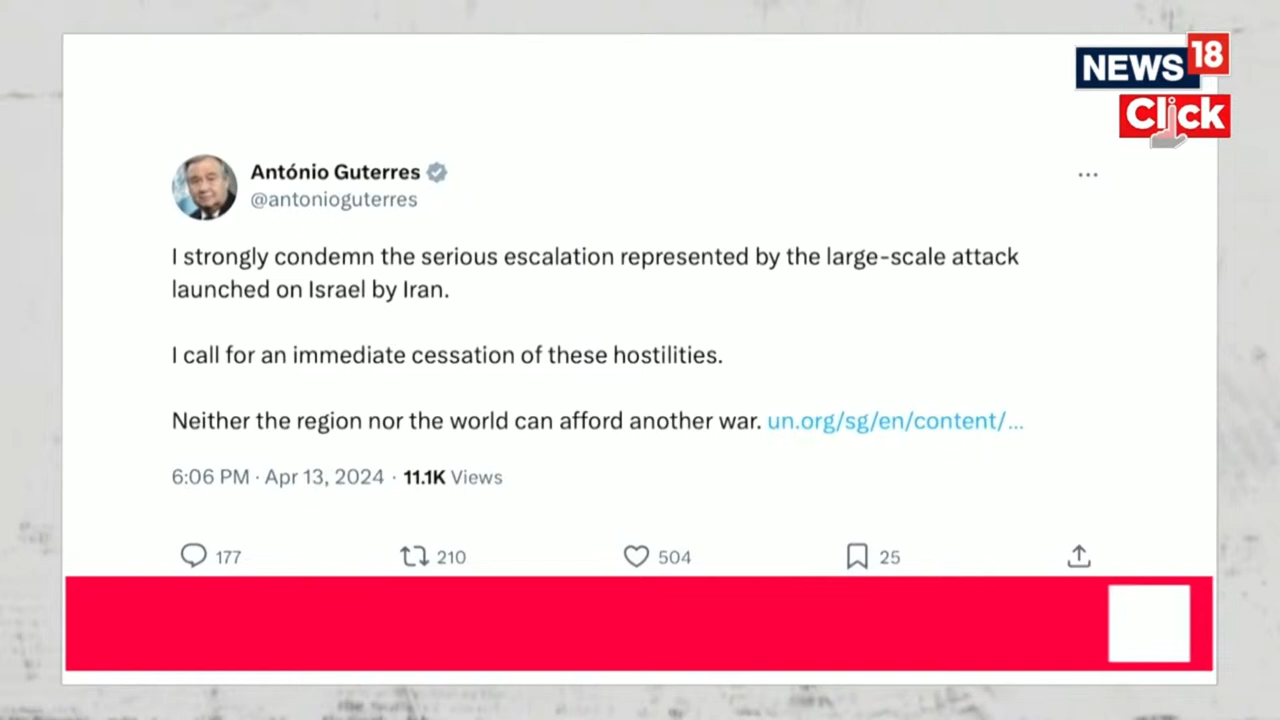 NEWS 18
Click
António Guterres
@antonioguterres
I strongly condemn the serious escalation represented by the large-scale attack
launched on Israel by Iran.
I call for an immediate cessation of these hostilities.
Neither the region nor the world can afford another war. un.org/sg/en/content/...
6:06 PM · Apr 13, 2024 · 11.1K Views
177 210 504 25